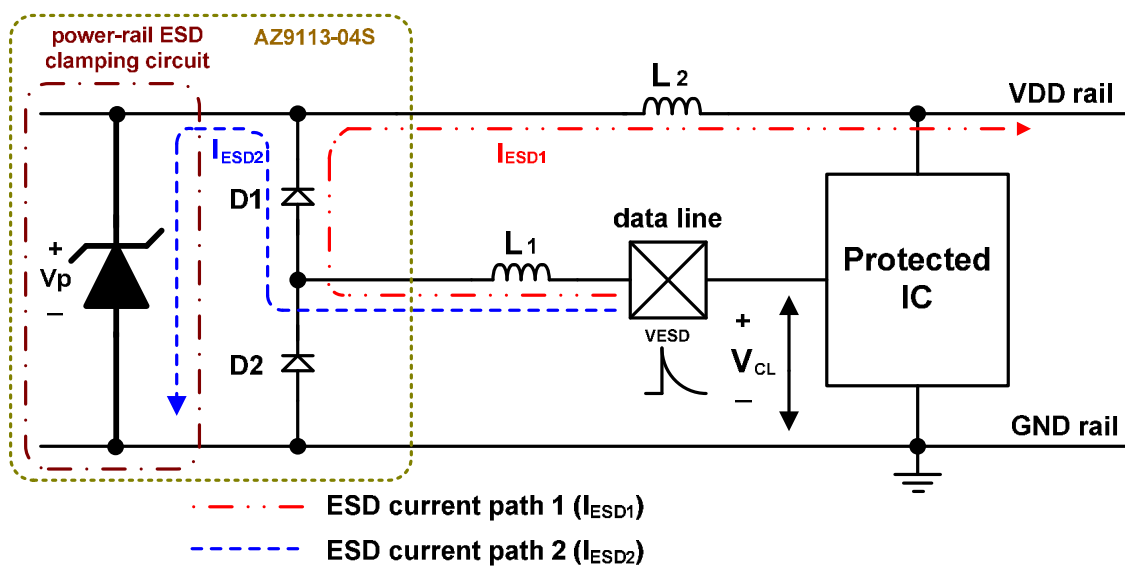 power-rail ESD
clamping circuit
AZ9113-04S
L2
VDD rail
IESD2
IESD1
D1
data line
L1
+
Vp
–
Protected
IC
D2
VESD
+
VCL
–
GND rail
ESD current path 1 (IESD1)
ESD current path 2 (IESD2)